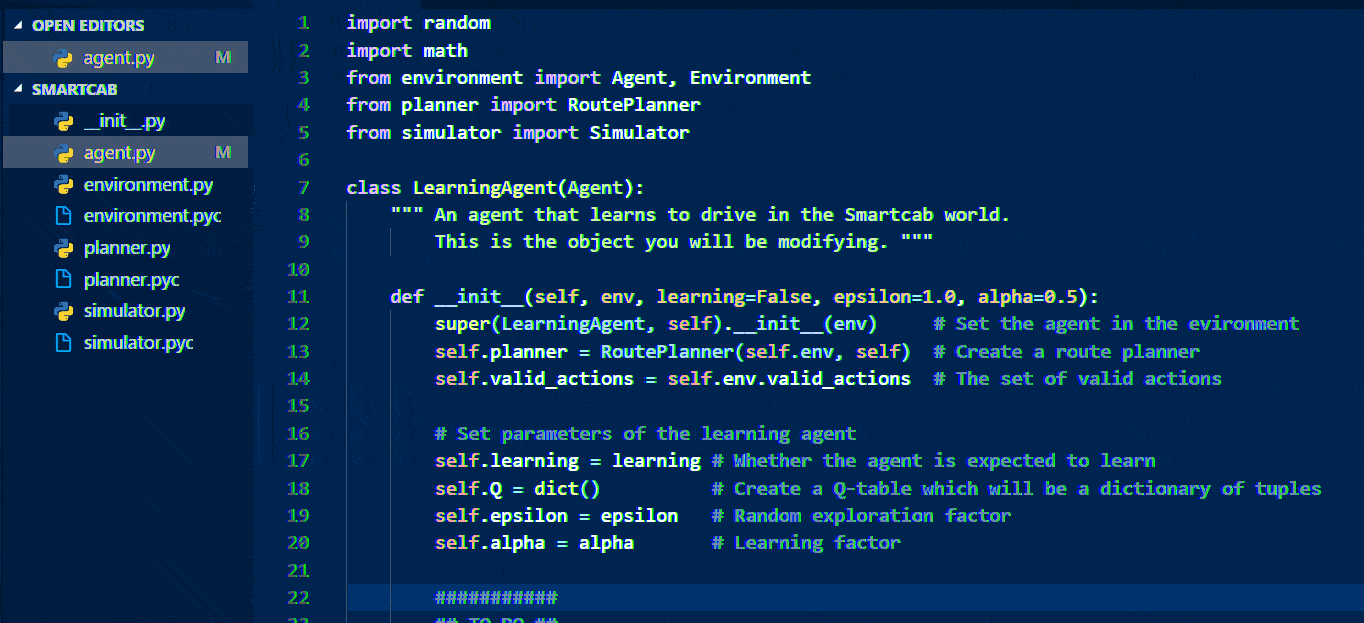 OPEN EDITORS
agent.py M
SMARTCAB
__init__.py
agent.py M
environment.py
environment.pyc
planner.py
planner.pyc
simulator.py
simulator.pyc
1 import random
2 import math
3 from environment import Agent, Environment
4 from planner import RoutePlanner
5 from simulator import Simulator
6
7 class LearningAgent(Agent):
8 """ An agent that learns to drive in the Smartcab world.
9 This is the object you will be modifying. """
10
11 def __init__(self, env, learning=False, epsilon=1.0, alpha=0.5):
12 super(LearningAgent, self).__init__(env) # Set the agent in the evironment
13 self.planner = RoutePlanner(self.env, self) # Create a route planner
14 self.valid_actions = self.env.valid_actions # The set of valid actions
15
16 # Set parameters of the learning agent
17 self.learning = learning # Whether the agent is expected to learn
18 self.Q = dict() # Create a Q-table which will be a dictionary of tuples
19 self.epsilon = epsilon # Random exploration factor
20 self.alpha = alpha # Learning factor
21
22 ###########
23 ## TO DO ##